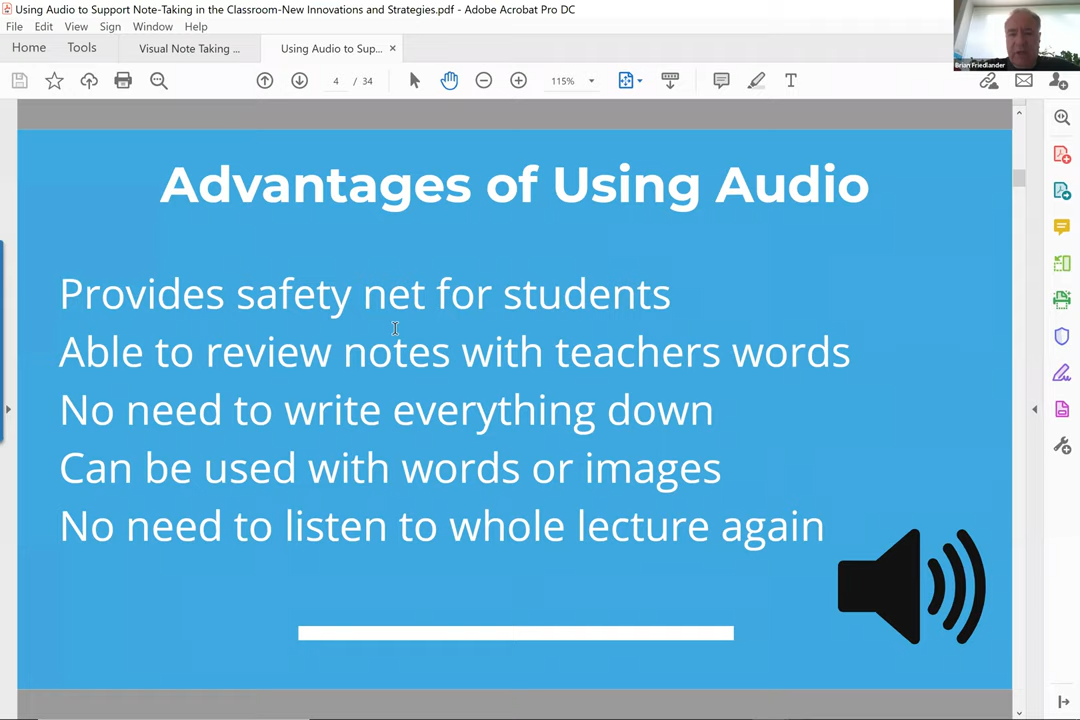 Using Audio to Support Note-Taking in the Classroom-New Innovations and Strategies.pdf - Adobe Acrobat Pro DC
File Edit View Sign Window Help
Home Tools Visual Note Taking ... Using Audio to Sup... ×
4 / 34 115%
Brian Friedlander
Advantages of Using Audio
Provides safety net for students
Able to review notes with teachers words
No need to write everything down
Can be used with words or images
No need to listen to whole lecture again